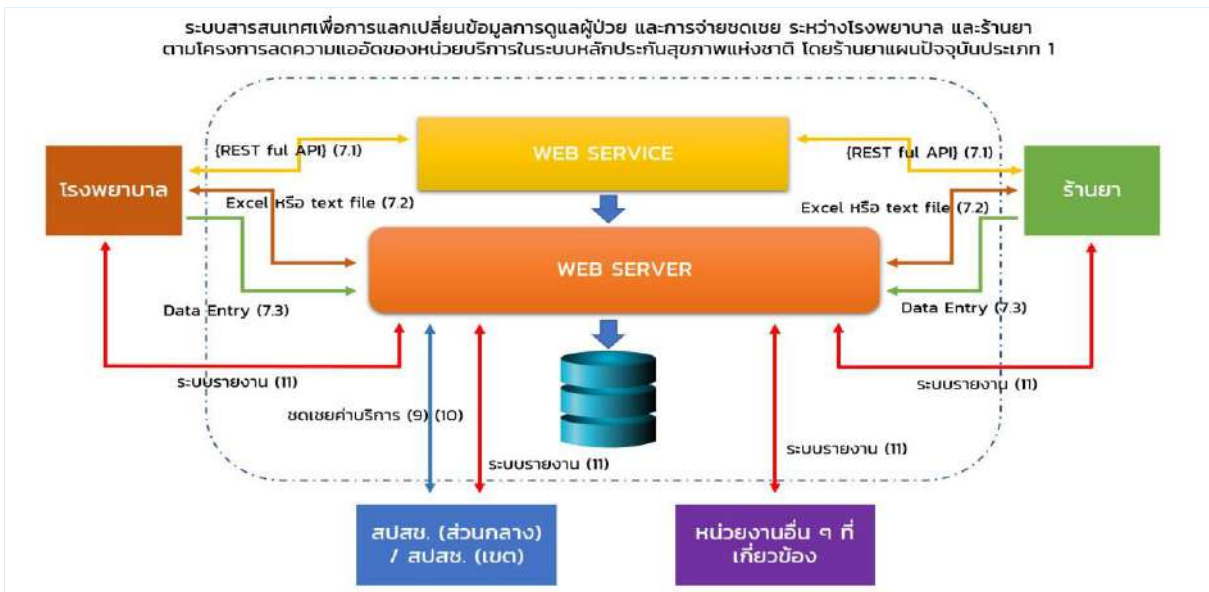 ระบบสารสนเทศเพื่อการแลกเปลี่ยนข้อมูลการดูแลผู้ป่วย และการจ่ายชดเชย ระหว่างโรงพยาบาล และร้านยา
ตามโครงการลดความแออัดของหน่วยบริการในระบบหลักประกันสุขภาพแห่งชาติ โดยร้านยาแผนปัจจุบันประเภท 1
{REST ful API} (7.1)
WEB SERVICE
{REST ful API} (7.1)
โรงพยาบาล
ร้านยา
Excel หรือ text file (7.2)
Excel หรือ text file (7.2)
WEB SERVER
Data Entry (7.3)
Data Entry (7.3)
ระบบรายงาน (11)
ระบบรายงาน (11)
ชดเชยค่าบริการ (9) (10)
ระบบรายงาน (11)
ระบบรายงาน (11)
สปสช. (ส่วนกลาง)
/ สปสช. (เขต)
หน่วยงานอื่น ๆ ที่
เกี่ยวข้อง